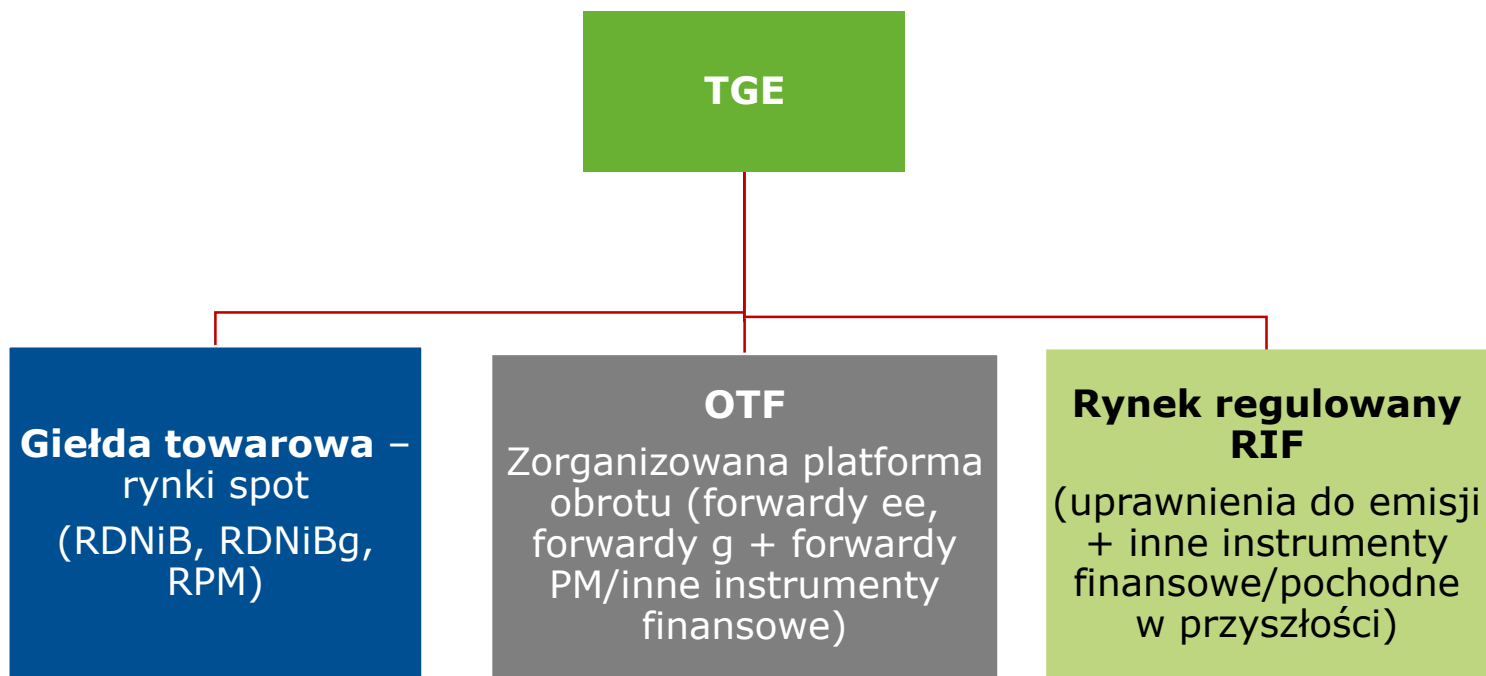 TGE
Giełda towarowa –
rynki spot
(RDNiB, RDNiBg,
RPM)
OTF
Zorganizowana platforma
obrotu (forwardy ee,
forwardy g + forwardy
PM/inne instrumenty
finansowe)
Rynek regulowany
RIF
(uprawnienia do emisji
+ inne instrumenty
finansowe/pochodne
w przyszłości)